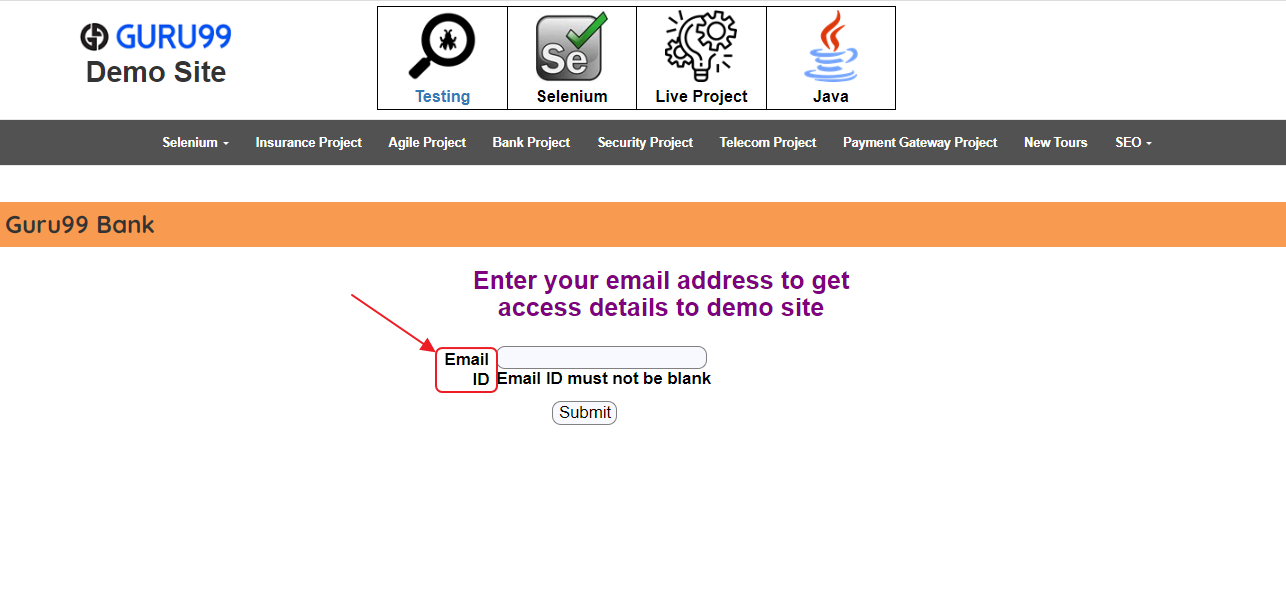 GURU99
Demo Site
Se
Testing Selenium Live Project Java
Selenium Insurance Project Agile Project Bank Project Security Project Telecom Project Payment Gateway Project New Tours SEO
Guru99 Bank
Enter your email address to get
access details to demo site
Email
ID Email ID must not be blank
Submit